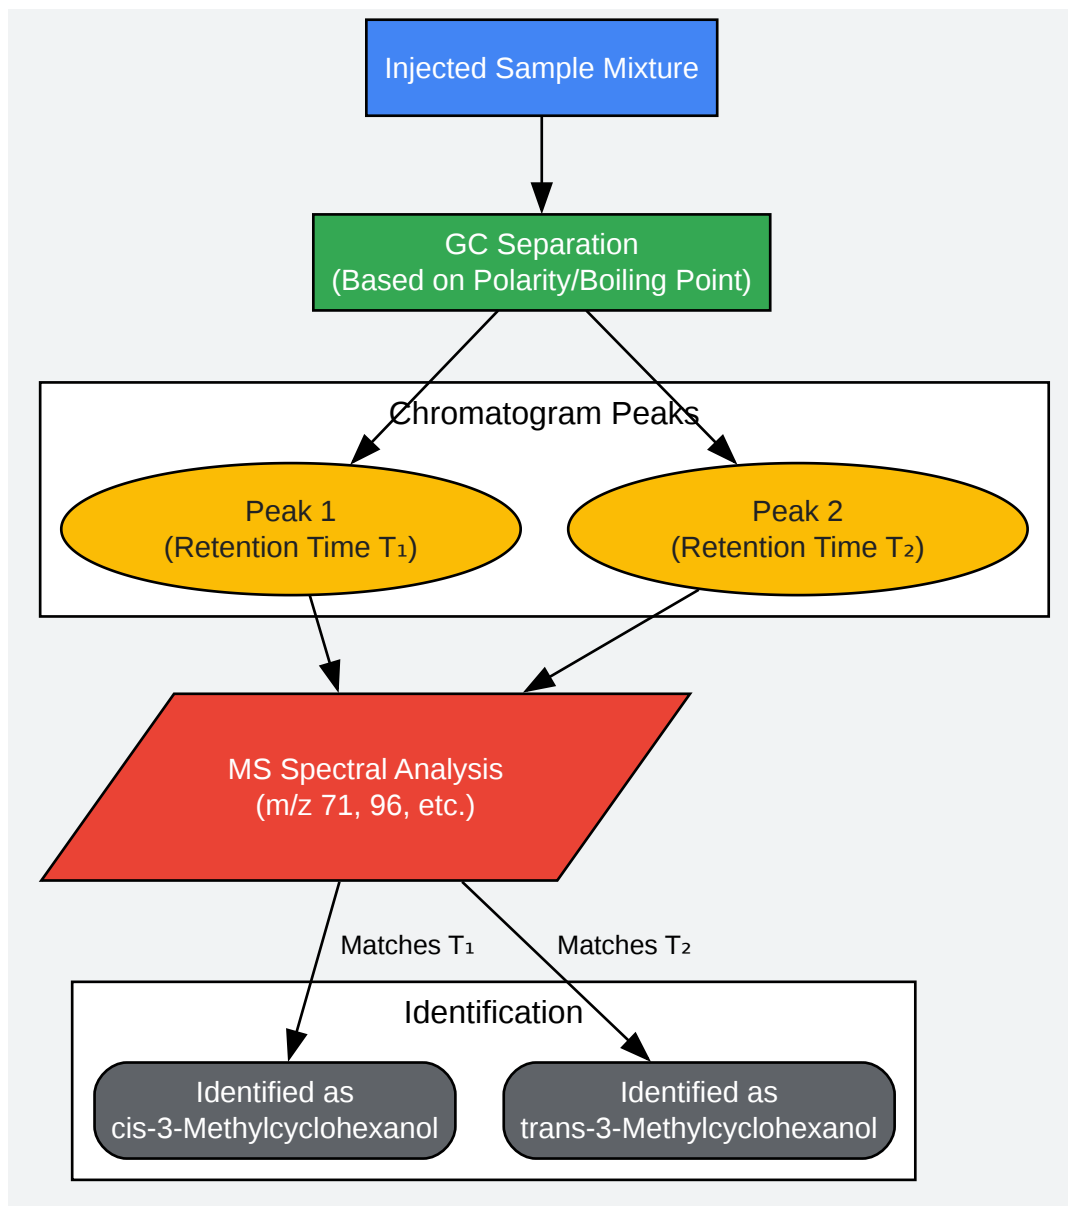 Injected Sample Mixture
GC Separation
(Based on Polarity/Boiling Point)
Chromatogram Peaks
Peak 1
(Retention Time T₁)
Peak 2
(Retention Time T₂)
MS Spectral Analysis
(m/z 71, 96, etc.)
Matches T₁
Matches T₂
Identification
Identified as
cis-3-Methylcyclohexanol
Identified as
trans-3-Methylcyclohexanol